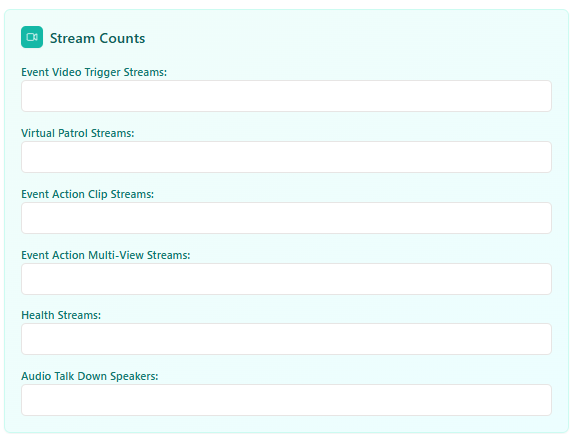 Stream Counts
Event Video Trigger Streams:
Virtual Patrol Streams:
Event Action Clip Streams:
Event Action Multi-View Streams:
Health Streams:
Audio Talk Down Speakers: